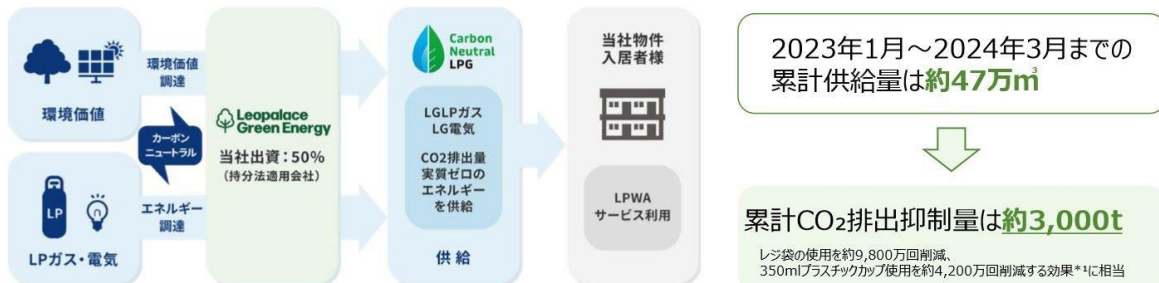 環境価値
環境価値
調達
カーボン
ニュートラル
LP
LPガス・電気
エネルギー
調達
Leopalace
Green Energy
当社出資：50%
（持分法適用会社）
Carbon
Neutral
LPG
LGLPガス
LG電気
CO2排出量
実質ゼロの
エネルギー
を供給
供給
当社物件
入居者様
LPWA
サービス利用
2023年1月～2024年3月までの
累計供給量は約47万㎥
累計CO₂排出抑制量は約3,000t
レジ袋の使用を約9,800万回削減、
350mlプラスチックカップ使用を約4,200万回削減する効果*¹に相当